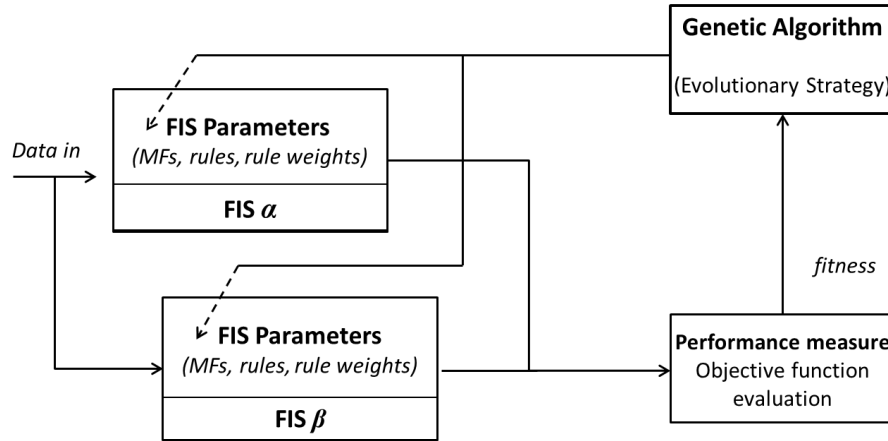 Genetic Algorithm
(Evolutionary Strategy)
Data in
FIS Parameters
(MFs, rules, rule weights)
FIS α
fitness
FIS Parameters
(MFs, rules, rule weights)
FIS β
Performance measure
Objective function
evaluation